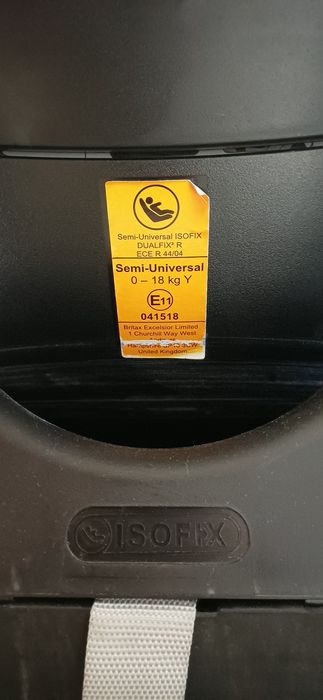 Semi-Universal ISOFIX
DUALFIX² R
ECE R 44/04
Semi-Universal
0 – 18 kg Y
E11
041518
Britax Excelsior Limited
1 Churchill Way West
Hampshire
United Kingdom
ISOFIX